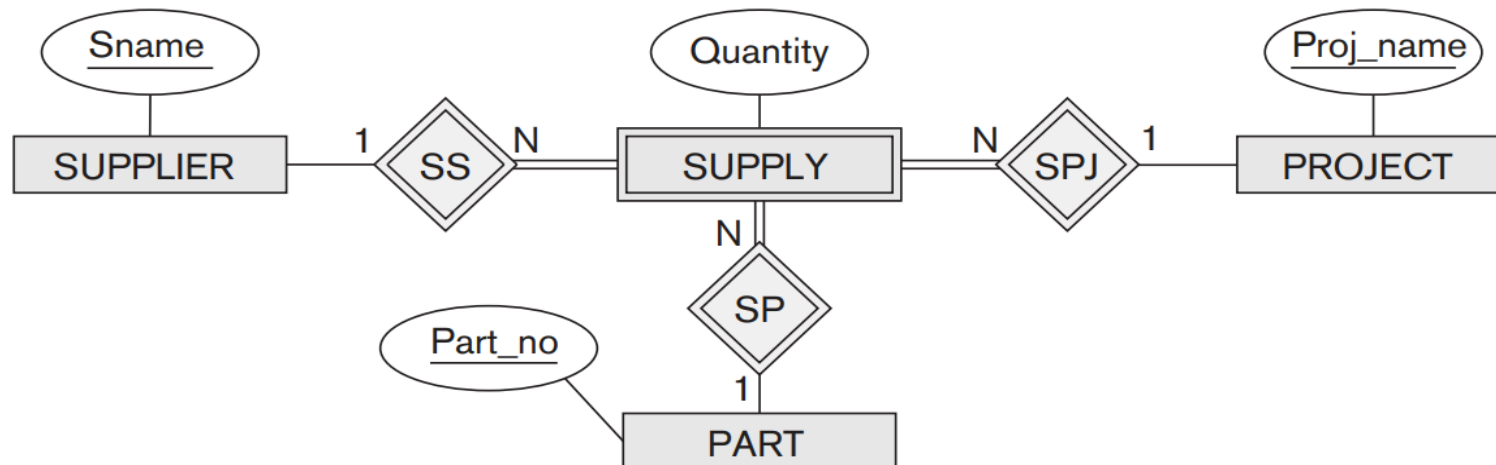 Sname
Quantity
Proj_name
SUPPLIER
1
SS
N
SUPPLY
N
SPJ
1
PROJECT
N
SP
Part_no
1
PART